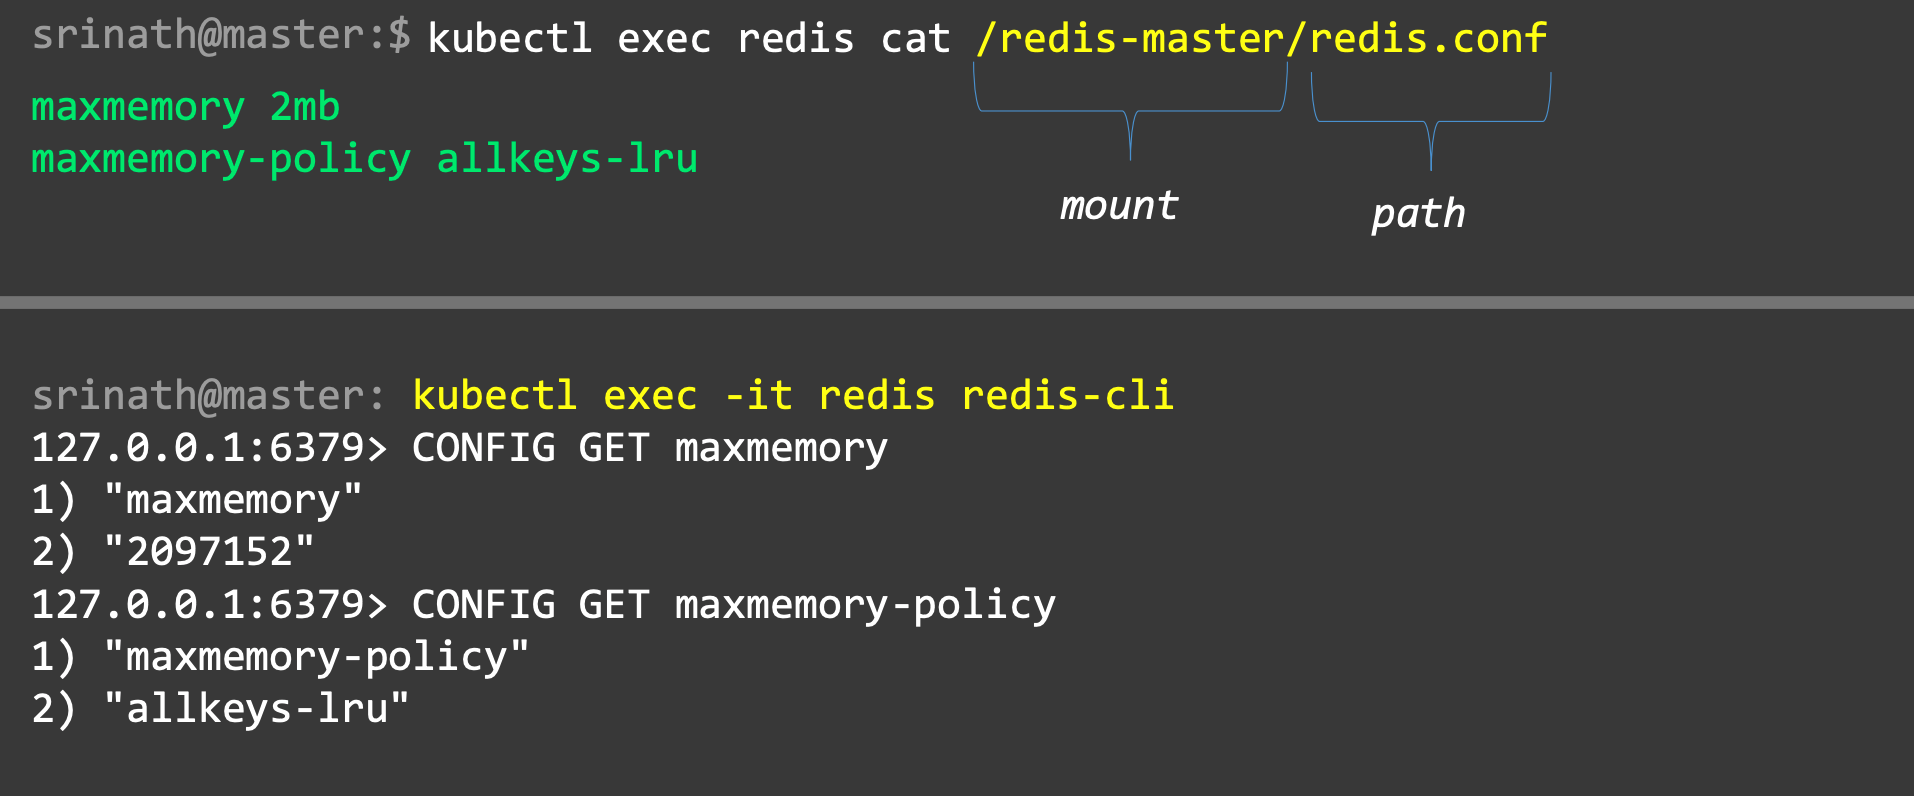 srinath@master:$ kubectl exec redis cat /redis-master/redis.conf
maxmemory 2mb
maxmemory-policy allkeys-lru
mount
path
srinath@master: kubectl exec -it redis redis-cli
127.0.0.1:6379> CONFIG GET maxmemory
1) "maxmemory"
2) "2097152"
127.0.0.1:6379> CONFIG GET maxmemory-policy
1) "maxmemory-policy"
2) "allkeys-lru"